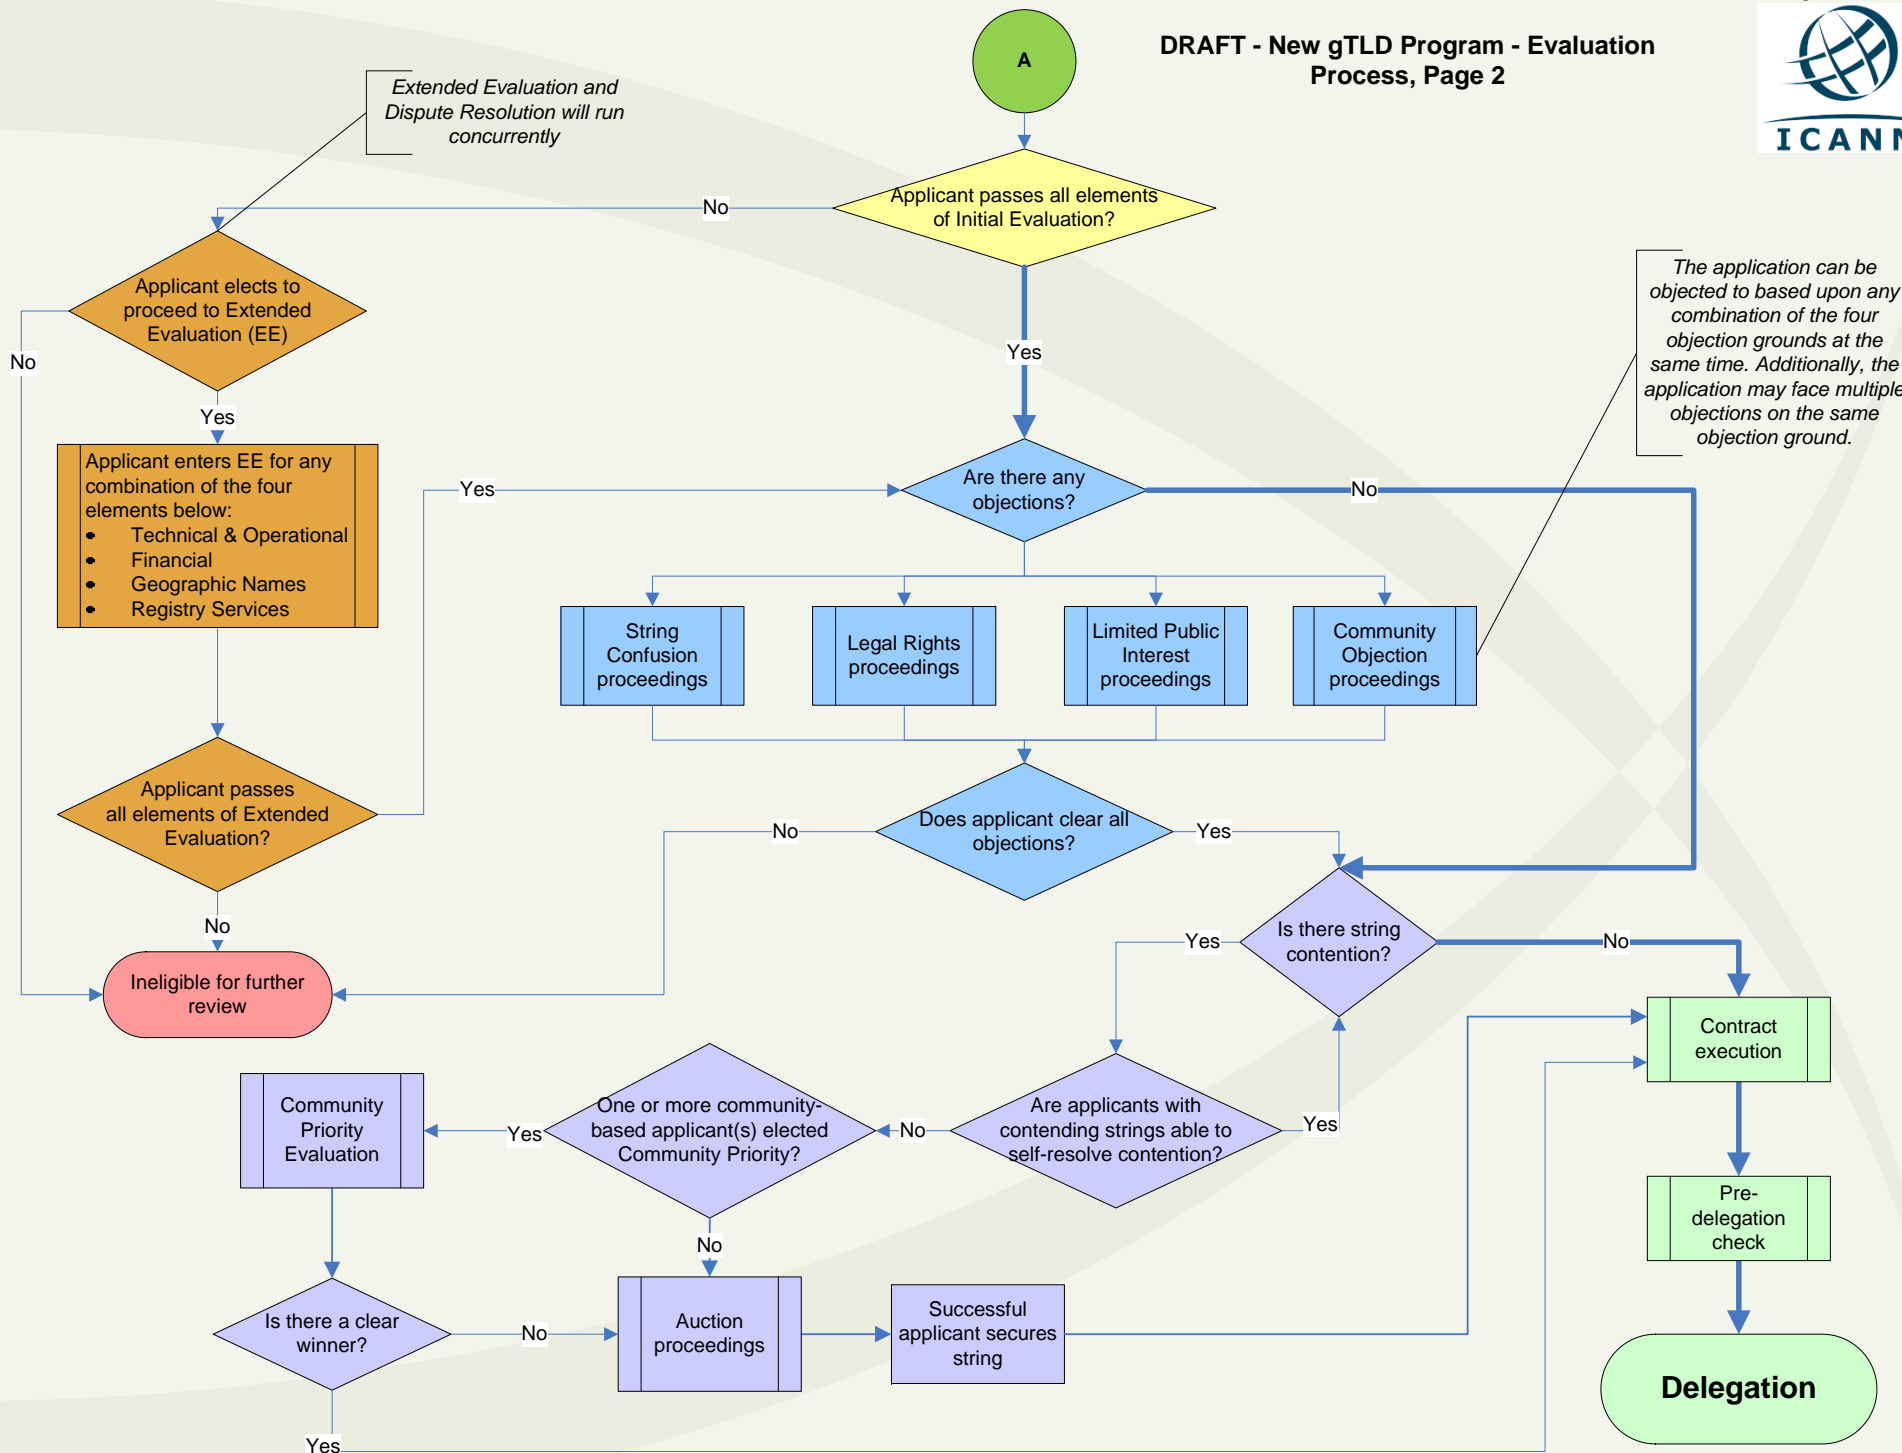 A
DRAFT - New gTLD Program - Evaluation
Process, Page 2
ICANN
Extended Evaluation and
Dispute Resolution will run
concurrently
Applicant passes all elements
of Initial Evaluation?
No
Yes
Applicant elects to
proceed to Extended
Evaluation (EE)
No
Yes
The application can be
objected to based upon any
combination of the four
objection grounds at the
same time. Additionally, the
application may face multiple
objections on the same
objection ground.
Applicant enters EE for any
combination of the four
elements below:
• Technical & Operational
• Financial
• Geographic Names
• Registry Services
Yes
Are there any
objections?
No
String
Confusion
proceedings
Legal Rights
proceedings
Limited Public
Interest
proceedings
Community
Objection
proceedings
Applicant passes
all elements of Extended
Evaluation?
No
Does applicant clear all
objections?
No
Yes
Ineligible for further
review
Is there string
contention?
Yes
No
Contract
execution
Community
Priority
Evaluation
Yes
One or more community-
based applicant(s) elected
Community Priority?
No
Are applicants with
contending strings able to
self-resolve contention?
Yes
No
Pre-
delegation
check
Is there a clear
winner?
No
Auction
proceedings
Successful
applicant secures
string
Delegation
Yes